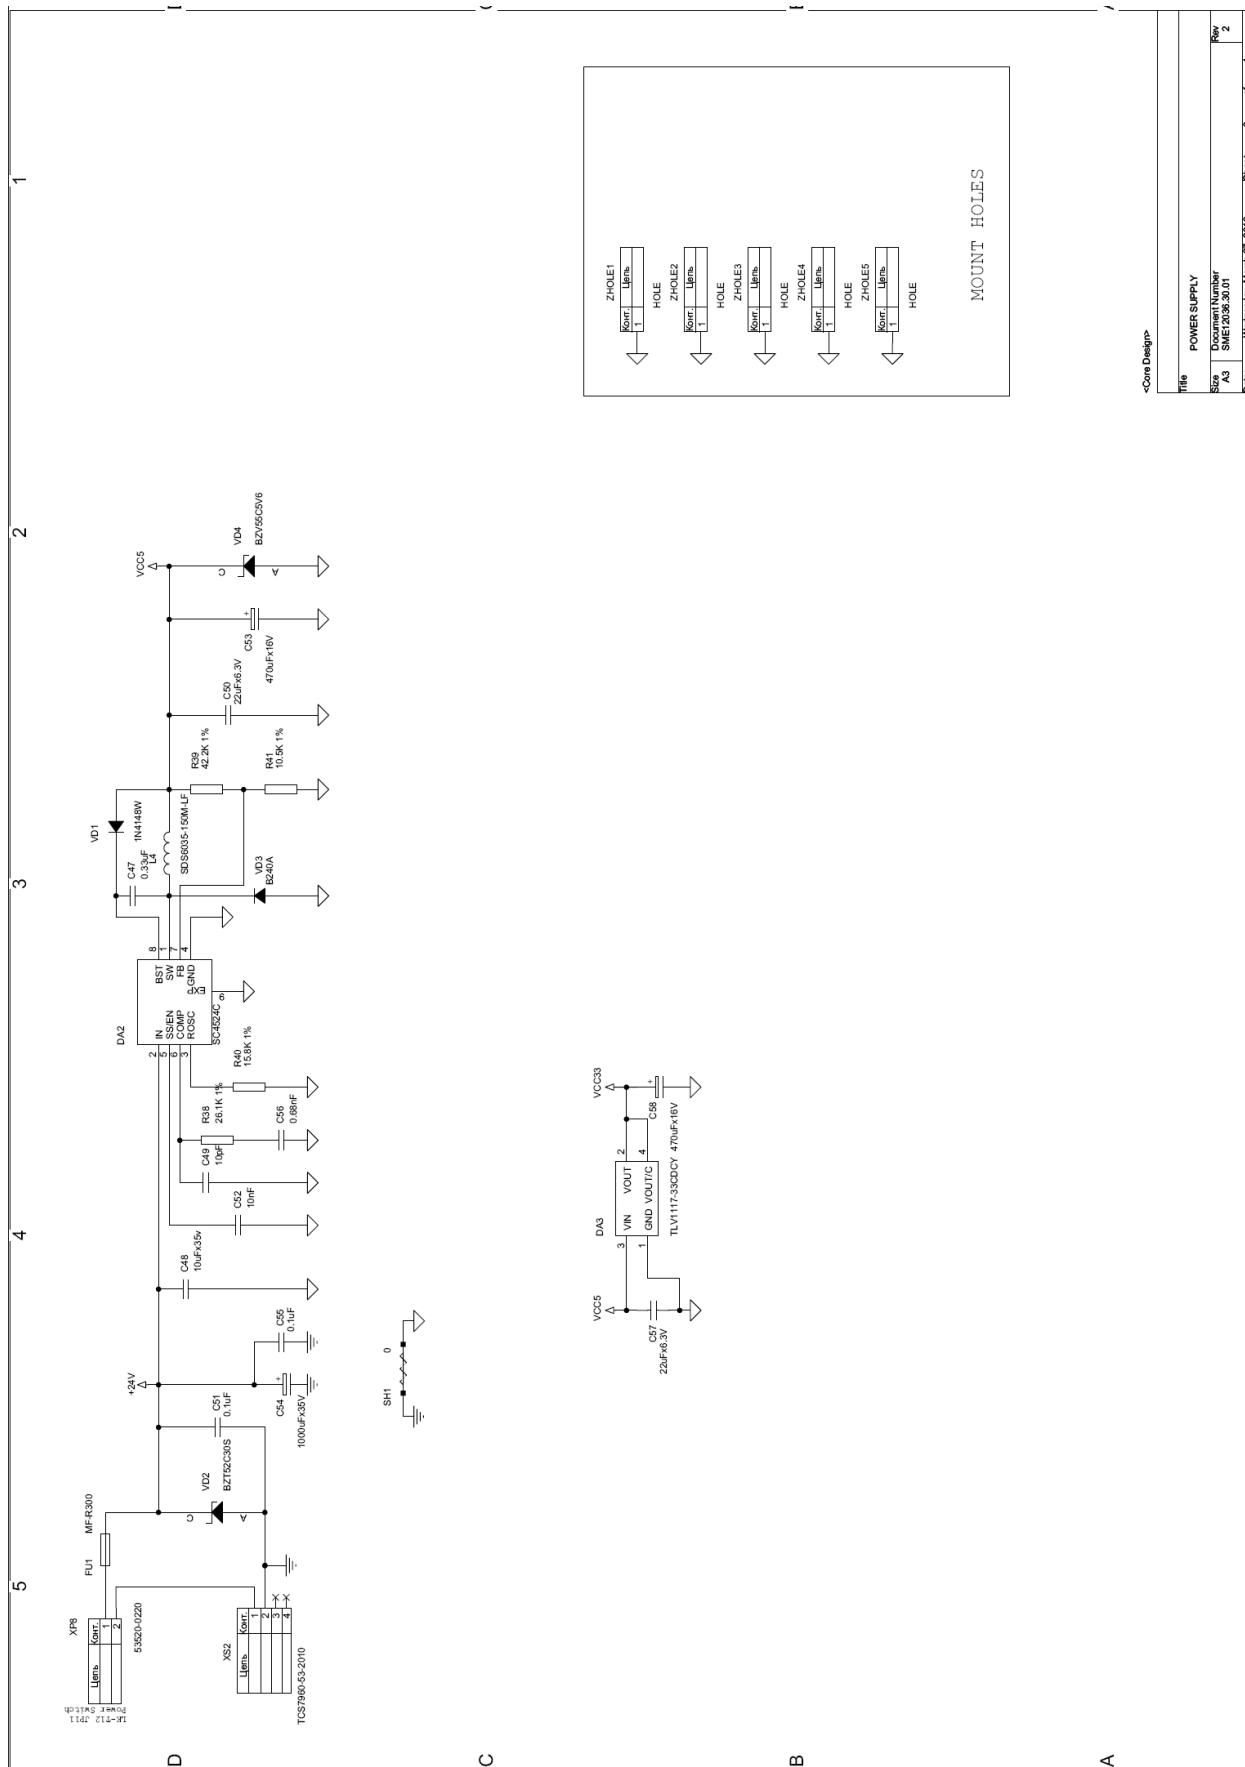 5
4
3
2
1
D
C
B
A
LK-T12 JP11
Power Switch
XP8
Цепь
Конт.
1
2
53520-0220
FU1
MF-R300
XS2
Цепь
Конт.
1
2
3
4
TCS7960-53-2010
C
VD2
A
BZT52C30S
C51
0.1uF
+24V
+
C54
1000uFx35V
C55
0.1uF
C48
10uFx35v
C52
10nF
C49
10pF
R38
26.1K 1%
C56
0.68nF
R40
15.8K 1%
DA2
2
IN
BST
8
5
SS/EN
SW
1
6
COMP
FB
7
3
ROSC
GND
4
EXP
9
SC4524C
C47
0.33uF
VD1
1N4148W
L4
SDS6035-150M-LF
VD3
B240A
R39
42.2K 1%
R41
10.5K 1%
C50
22uFx6.3V
+
C53
470uFx16V
VCC5
C
VD4
A
BZV55C5V6
SH1
0
VCC5
C57
22uFx6.3V
DA3
3
VIN
VOUT
2
1
GND
VOUT/C
4
TLV1117-33CDCY
VCC33
+
C58
470uFx16V
ZHOLE1
Конт.
Цепь
1
HOLE
ZHOLE2
Конт.
Цепь
1
HOLE
ZHOLE3
Конт.
Цепь
1
HOLE
ZHOLE4
Конт.
Цепь
1
HOLE
ZHOLE5
Конт.
Цепь
1
HOLE
MOUNT HOLES
<Core Design>
Title
POWER SUPPLY
Size
A3
Document Number
SME12036.30.01
Rev
2